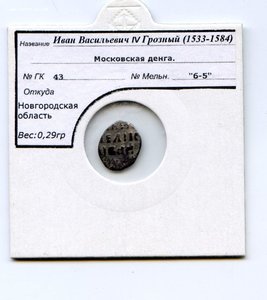 Название Иван Васильевич IV Грозный (1533-1584)
Московская денга.
№ ГК 43 № Мельн. "6-5"
Откуда
Новгородская
область
Вес:0,29гр